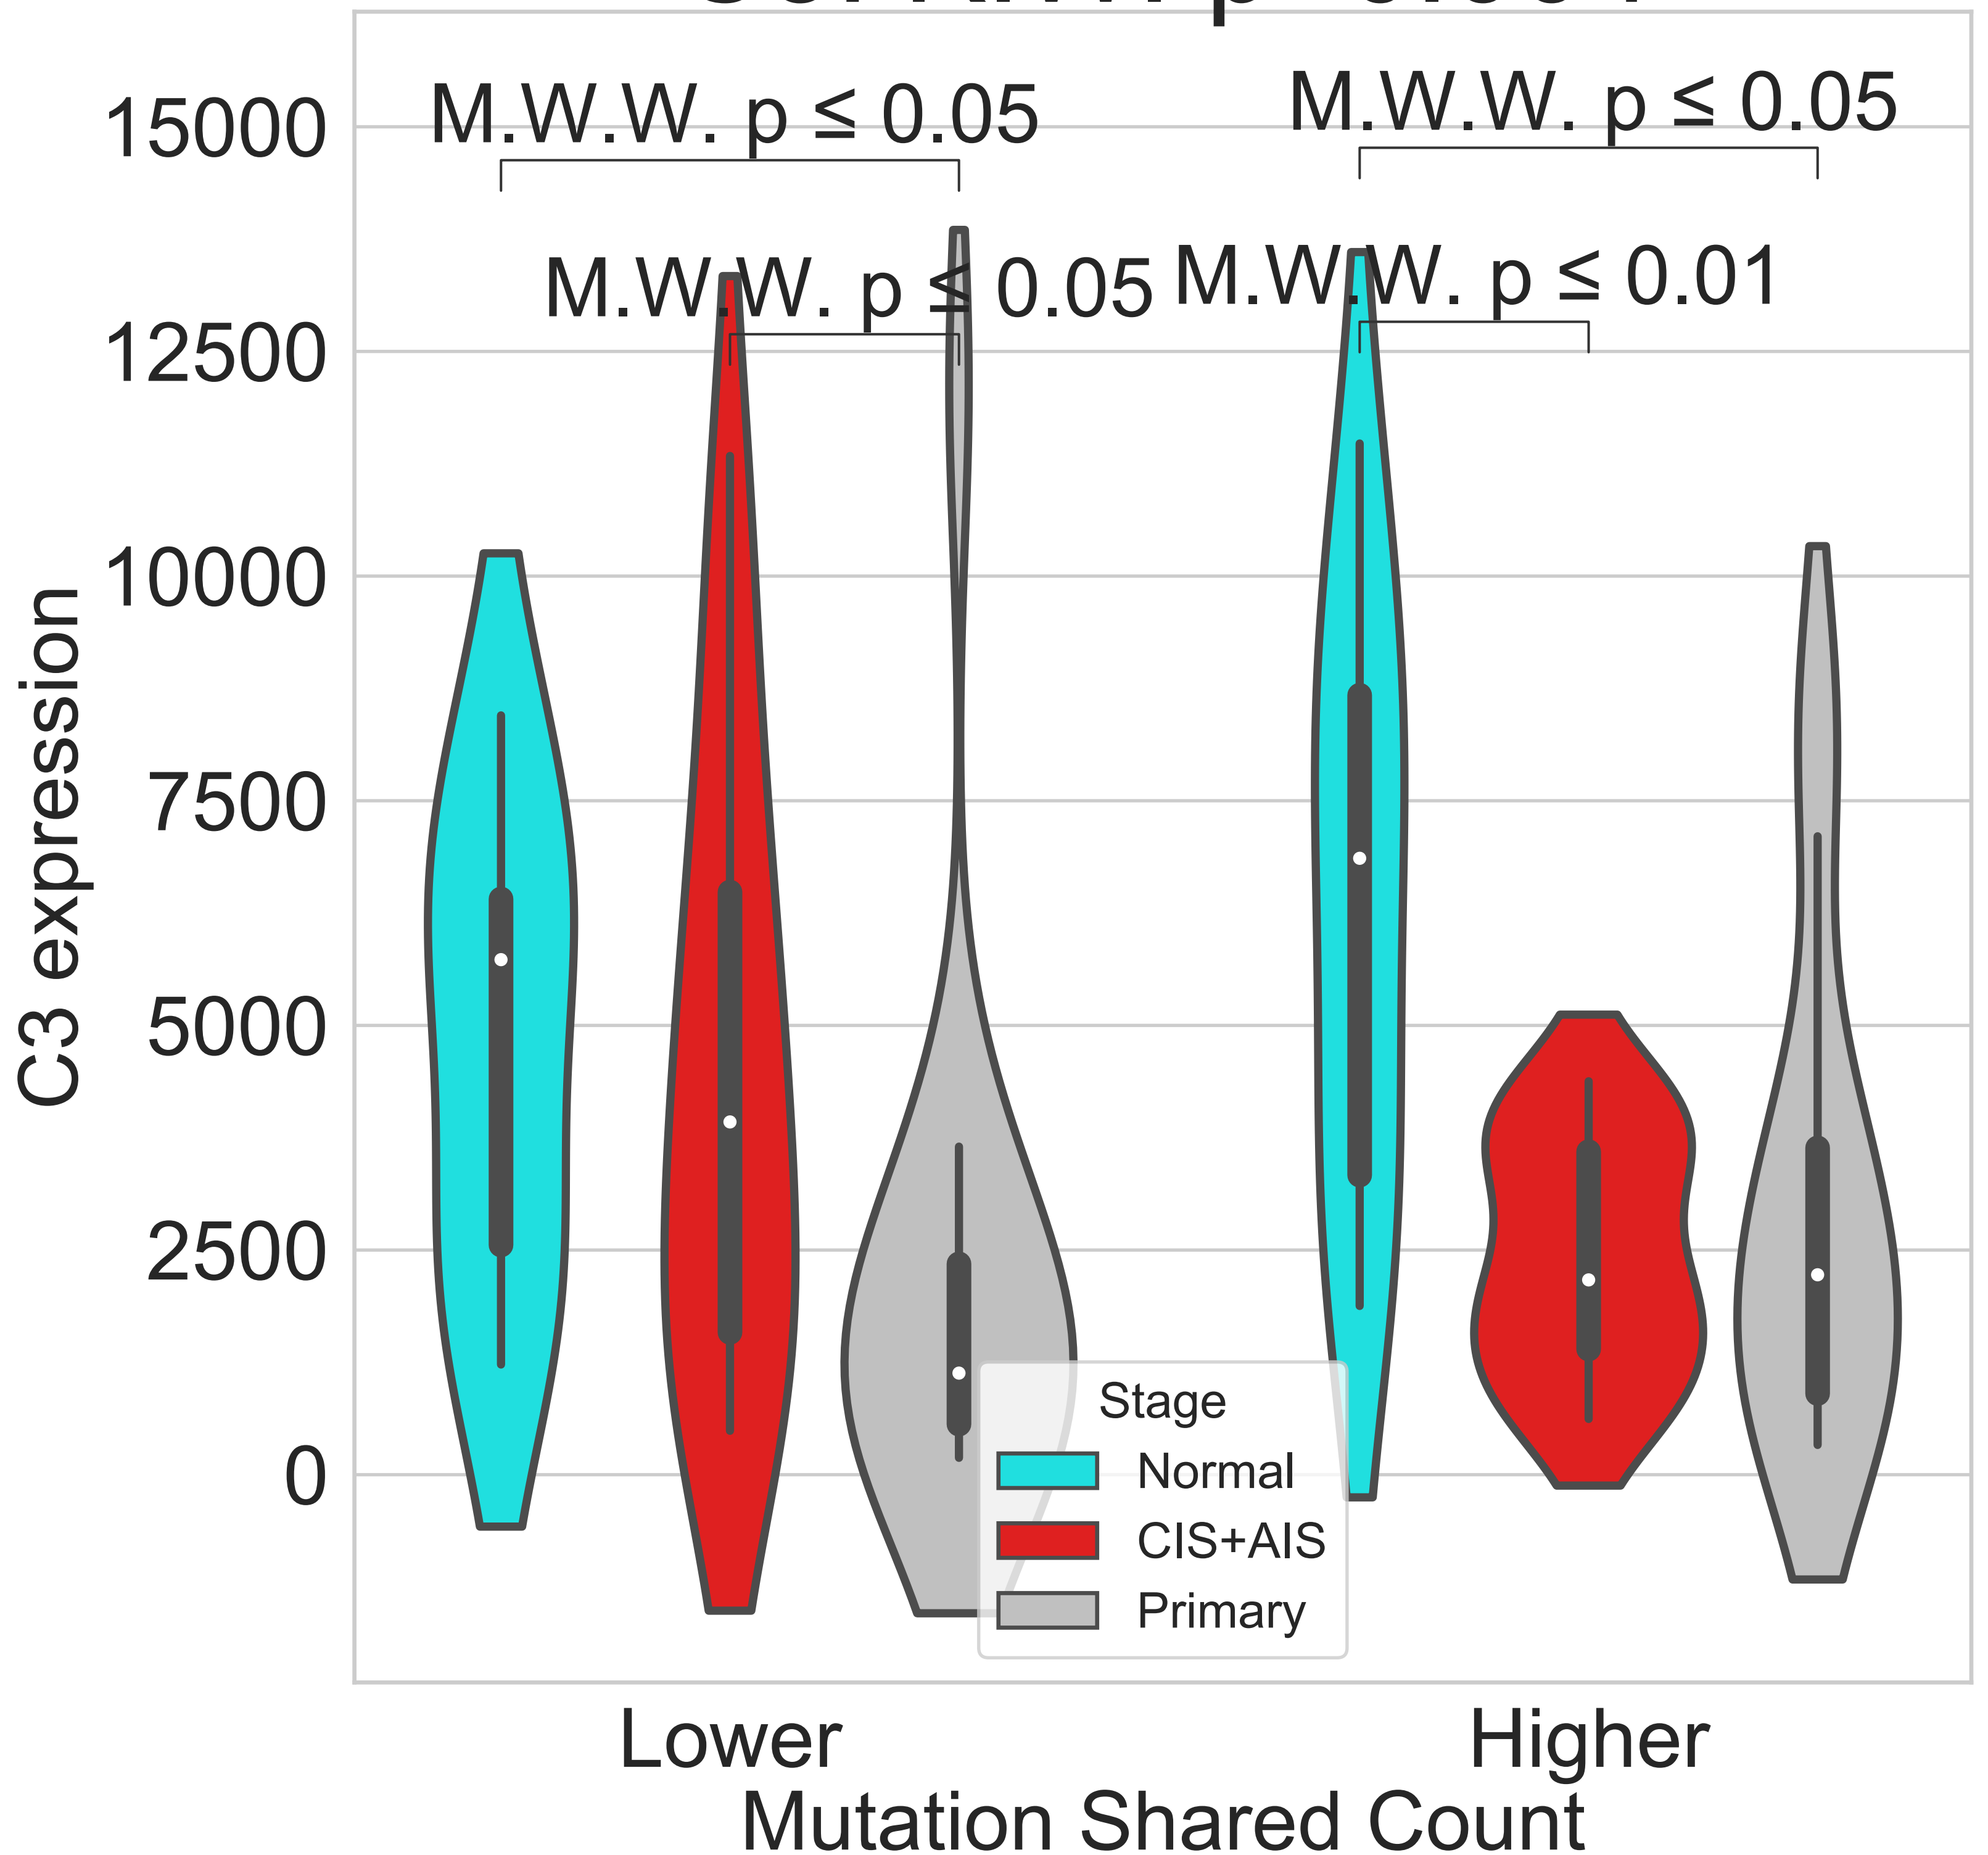 M.W.W. p ≤ 0.05
M.W.W. p ≤ 0.05
M.W.W. p ≤ 0.05
M.W.W. p ≤ 0.01
15000
12500
10000
7500
5000
2500
0
C3 expression
Stage
Normal
CIS+AIS
Primary
Lower
Higher
Mutation Shared Count